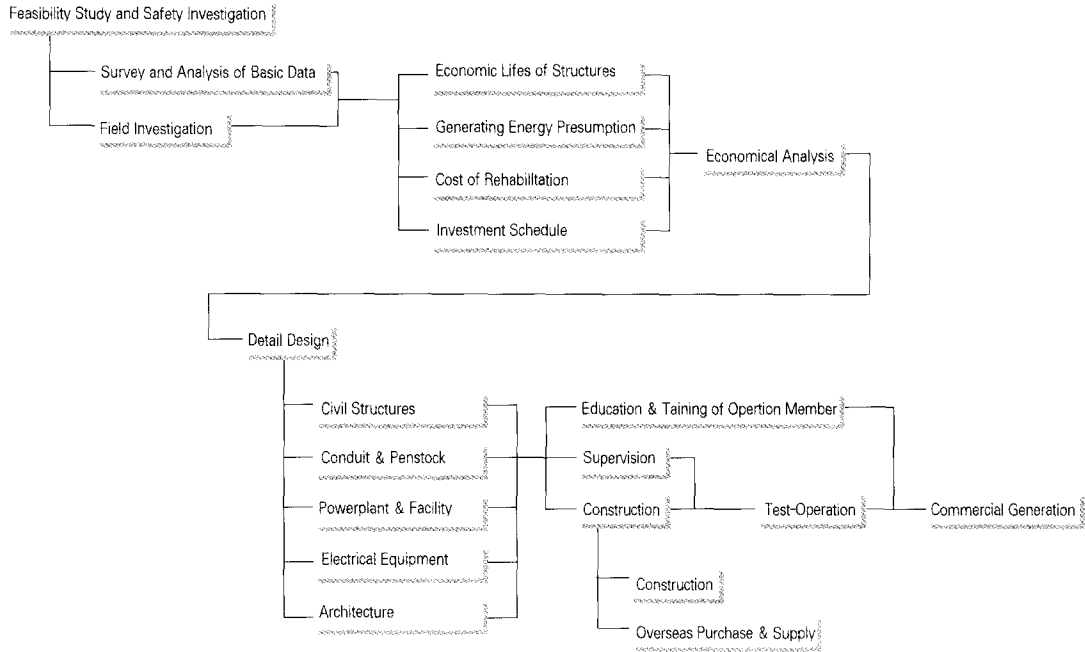 Feasibility Study and Safety Investigation
Survey and Analysis of Basic Data
Field Investigation
Economic Lifes of Structures
Generating Energy Presumption
Cost of Rehabilltation
Investment Schedule
Economical Analysis
Detail Design
Civil Structures
Conduit & Penstock
Powerplant & Facility
Electrical Equipment
Architecture
Education & Taining of Opertion Member
Supervision
Construction
Test-Operation
Commercial Generation
Construction
Overseas Purchase & Supply